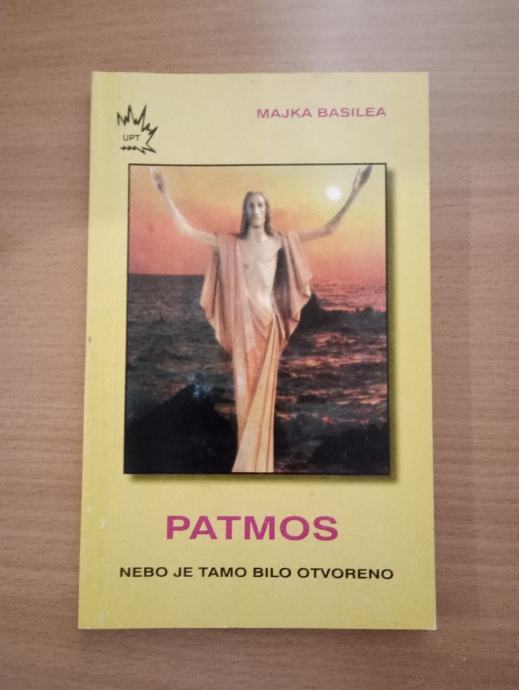 MAJKA BASILEA
UPT
PATMOS
NEBO JE TAMO BILO OTVORENO